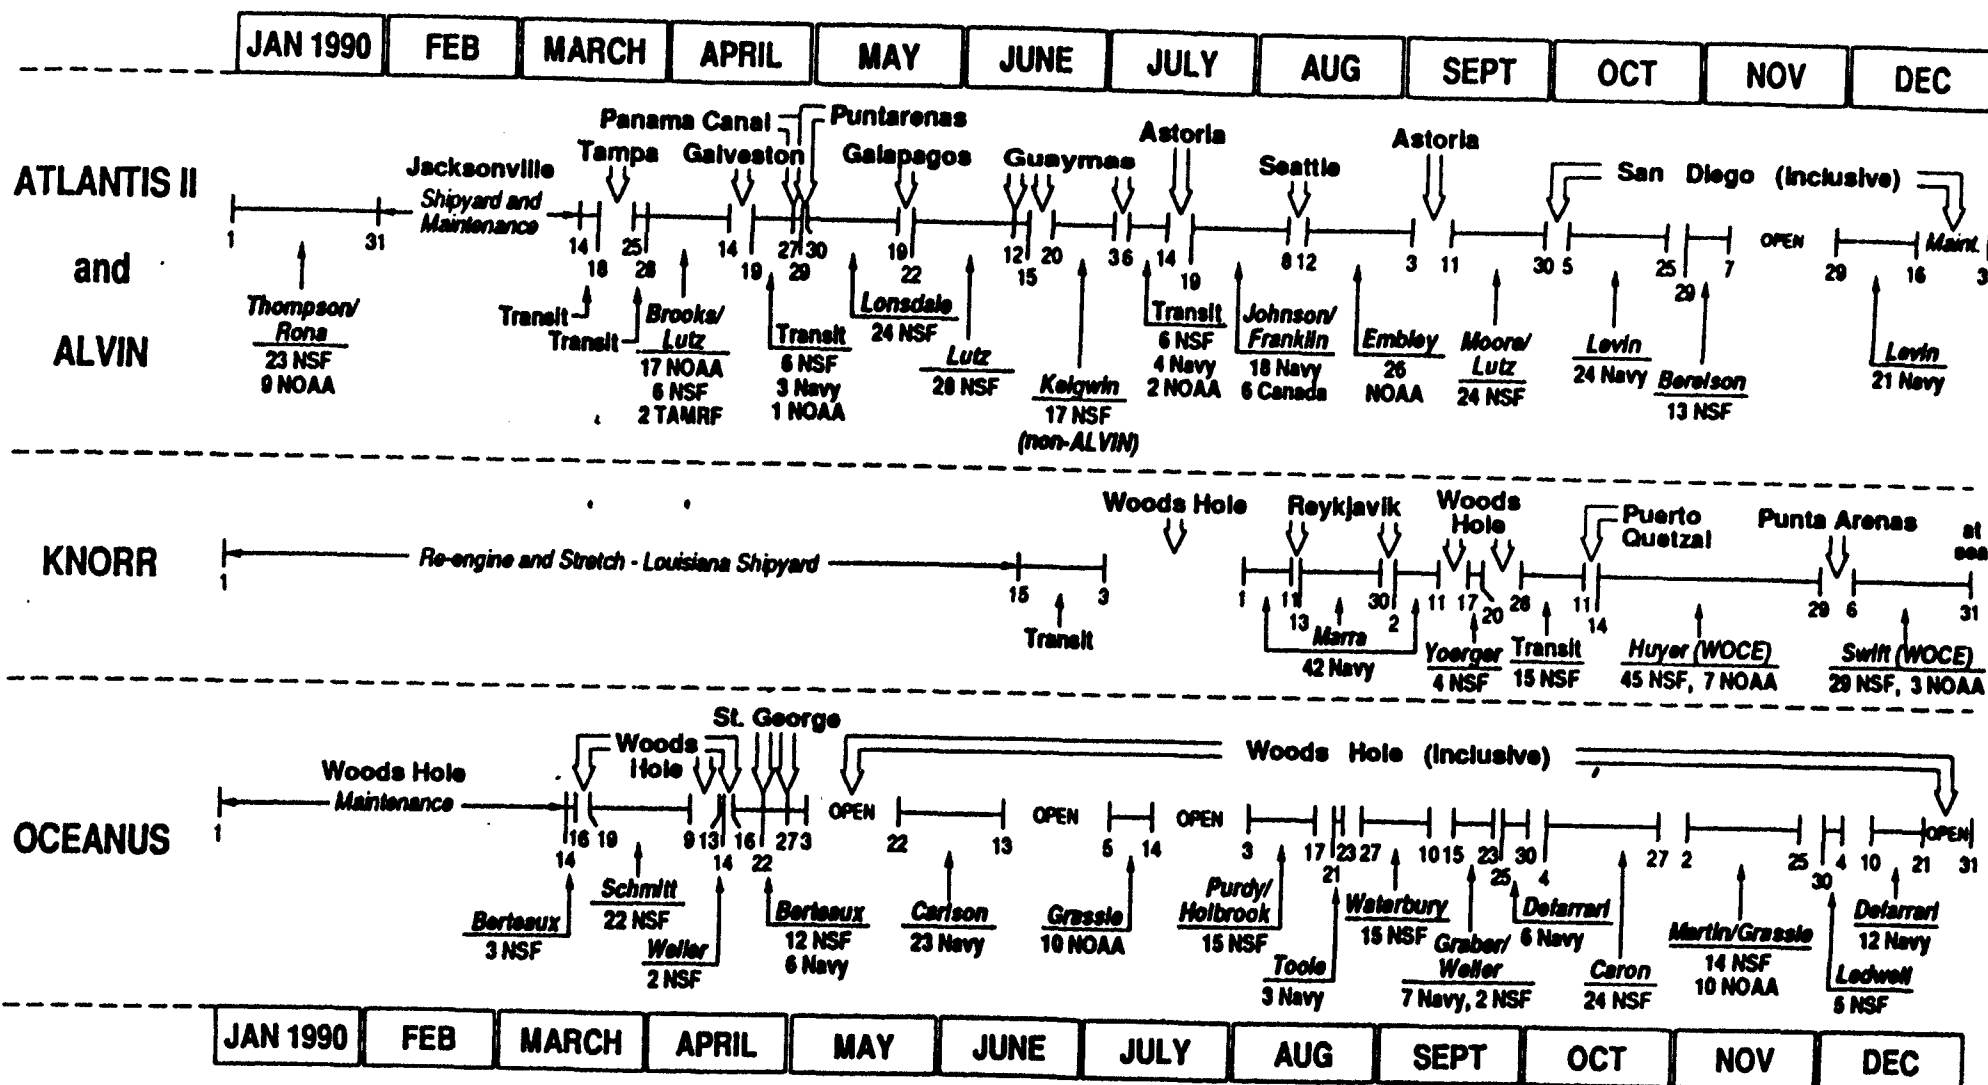 JAN 1990 FEB MARCH APRIL MAY JUNE JULY AUG SEPT OCT NOV DEC
ATLANTIS II
and
ALVIN
Panama Canal Puntarenas
Jacksonville Tampa Galveston Galapagos Guaymas Astoria Seattle Astoria San Diego (Inclusive)
Shipyard and
Maintenance
OPEN
Maint.
1 31 14 25 14 27 30 19 12 20 3 6 14 8 12 3 11 30 5 25 7 29 16
18 28 19 29 22 15 19 29
Thompson/
Rona
23 NSF
9 NOAA
Transit
Transit
Brooks/
Lutz
17 NOAA
6 NSF
2 TAMRF
Transit
6 NSF
3 Navy
1 NOAA
Lonsdale
24 NSF
Lutz
28 NSF
Keigwin
17 NSF
(non-ALVIN)
Transit
6 NSF
4 Navy
2 NOAA
Johnson/
Franklin
18 Navy
6 Canada
Embley
26
NOAA
Moore/
Lutz
24 NSF
Levin
24 Navy
Berelson
13 NSF
Levin
21 Navy
KNORR
Woods Hole Reykjavik Woods
Hole
Puerto
Quetzal
Punta Arenas
at
sea
Re-engine and Stretch - Louisiana Shipyard
1 15 3 1 11 30 11 17 26 11 29 6 31
13 2 20 14
Transit
Marra
42 Navy
Yoerger
4 NSF
Transit
15 NSF
Huyer (WOCE)
45 NSF, 7 NOAA
Swift (WOCE)
29 NSF, 3 NOAA
OCEANUS
Woods Hole
Maintenance
Woods
Hole
St. George
Woods Hole (Inclusive)
OPEN OPEN OPEN OPEN
1 16 19 9 13 16 27 3 22 13 5 14 3 17 23 27 10 15 23 30 27 2 25 4 10 21 31
14 14 22 21 25 4 30
Berteaux
3 NSF
Schmitt
22 NSF
Weller
2 NSF
Berteaux
12 NSF
6 Navy
Carlson
23 Navy
Grassle
10 NOAA
Purdy/
Holbrook
15 NSF
Toole
3 Navy
Waterbury
15 NSF
Graber/
Weller
7 Navy, 2 NSF
Deferrari
6 Navy
Caron
24 NSF
Martin/Grassle
14 NSF
10 NOAA
Ledwell
5 NSF
Deferrari
12 Navy
JAN 1990 FEB MARCH APRIL MAY JUNE JULY AUG SEPT OCT NOV DEC